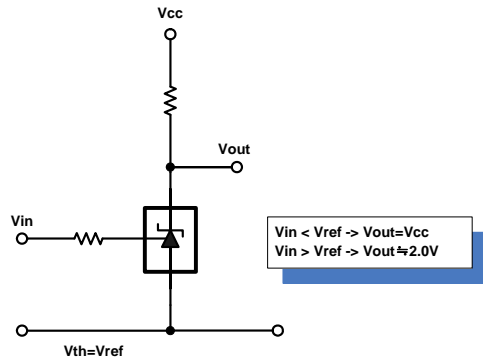 Vcc
Vout
Vin
Vin < Vref -> Vout=Vcc
Vin > Vref -> Vout≒2.0V
Vth=Vref